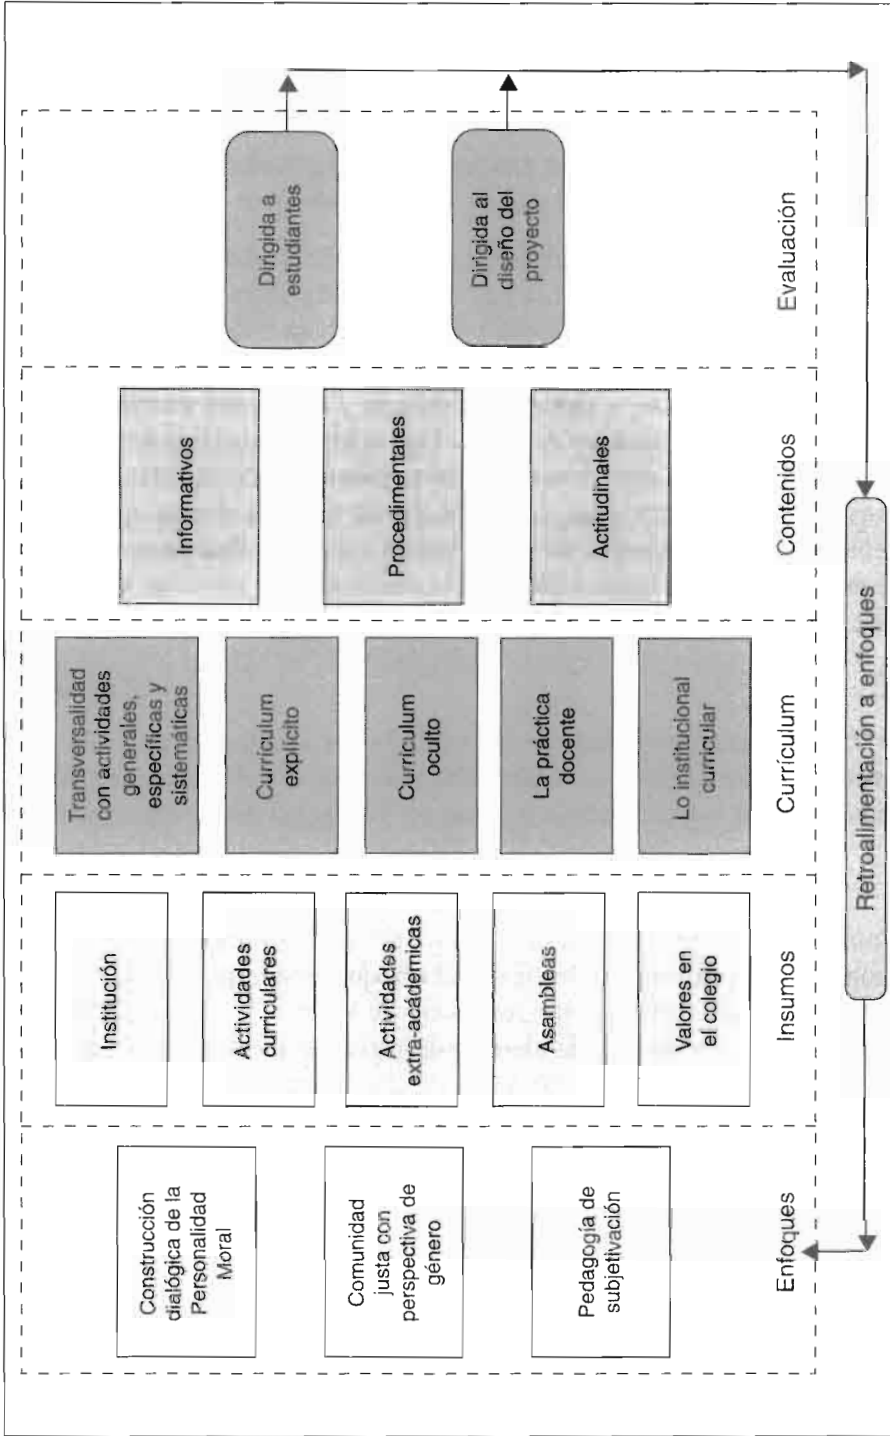 Construcción
dialógica de la
Personalidad
Moral
Comunidad
justa con
perspectiva de
género
Pedagogía de
subjetivación
Enfoques
Institución
Actividades
curriculares
Actividades
extra-acádemicas
Asambleas
Valores en
el colegio
Insumos
Transversalidad
con actividades
generales,
específicas y
sistemáticas
Currículum
explícito
Currículum
oculto
La práctica
docente
Lo institucional
curricular
Currículum
Informativos
Procedimentales
Actitudinales
Contenidos
Dirigida a
estudiantes
Dirigida al
diseño del
proyecto
Evaluación
Retroalimentación a enfoques